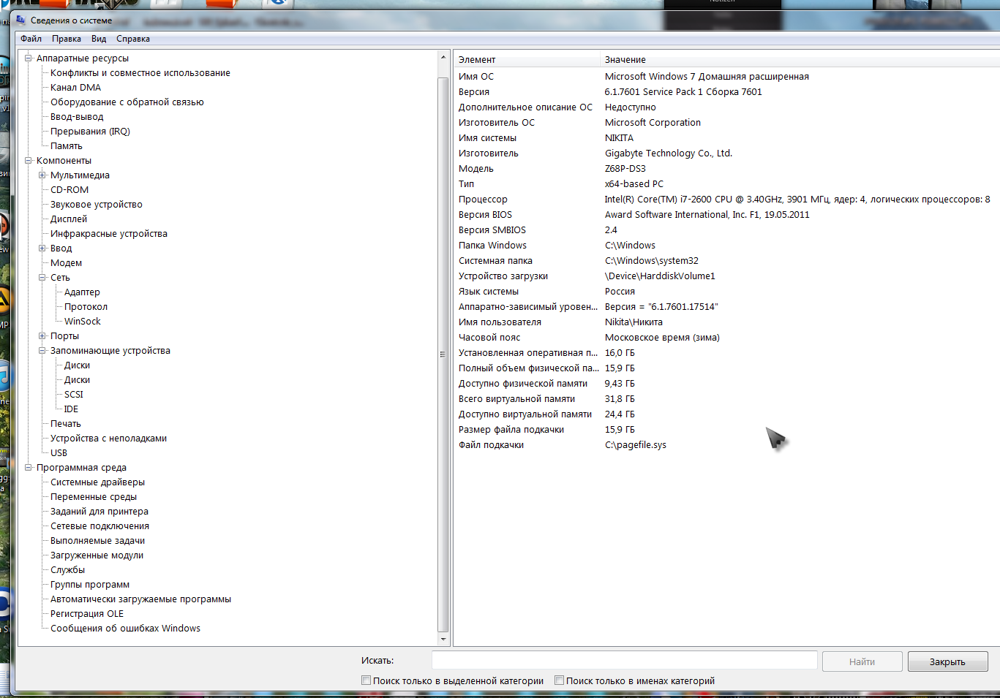 Notizen
Сведения о системе
Файл Правка Вид Справка
Аппаратные ресурсы
Конфликты и совместное использование
Канал DMA
Оборудование с обратной связью
Ввод-вывод
Прерывания (IRQ)
Память
Компоненты
Мультимедиа
CD-ROM
Звуковое устройство
Дисплей
Инфракрасные устройства
Ввод
Модем
Сеть
Адаптер
Протокол
WinSock
Порты
Запоминающие устройства
Диски
Диски
SCSI
IDE
Печать
Устройства с неполадками
USB
Программная среда
Системные драйверы
Переменные среды
Заданий для принтера
Сетевые подключения
Выполняемые задачи
Загруженные модули
Службы
Группы программ
Автоматически загружаемые программы
Регистрация OLE
Сообщения об ошибках Windows
Элемент Значение
Имя ОС Microsoft Windows 7 Домашняя расширенная
Версия 6.1.7601 Service Pack 1 Сборка 7601
Дополнительное описание ОС Недоступно
Изготовитель ОС Microsoft Corporation
Имя системы NIKITA
Изготовитель Gigabyte Technology Co., Ltd.
Модель Z68P-DS3
Тип x64-based PC
Процессор Intel(R) Core(TM) i7-2600 CPU @ 3.40GHz, 3901 МГц, ядер: 4, логических процессоров: 8
Версия BIOS Award Software International, Inc. F1, 19.05.2011
Версия SMBIOS 2.4
Папка Windows C:\Windows
Системная папка C:\Windows\system32
Устройство загрузки \Device\HarddiskVolume1
Язык системы Россия
Аппаратно-зависимый уровен... Версия = "6.1.7601.17514"
Имя пользователя Nikita\Никита
Часовой пояс Московское время (зима)
Установленная оперативная п... 16,0 ГБ
Полный объем физической па... 15,9 ГБ
Доступно физической памяти 9,43 ГБ
Всего виртуальной памяти 31,8 ГБ
Доступно виртуальной памяти 24,4 ГБ
Размер файла подкачки 15,9 ГБ
Файл подкачки C:\pagefile.sys
Искать: Найти Закрыть
Поиск только в выделенной категории Поиск только в именах категорий